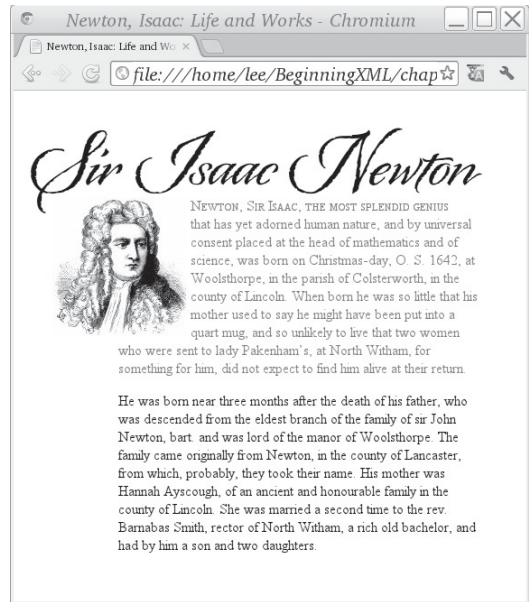 Newton, Isaac: Life and Works - Chromium
Newton, Isaac: Life and Wo
file:///home/lee/BeginningXML/chap
Sir Isaac Newton
Newton, Sir Isaac, the most splendid genius
that has yet adorned human nature, and by universal
consent placed at the head of mathematics and of
science, was born on Christmas-day, O. S. 1642, at
Woolsthorpe, in the parish of Colsterworth, in the
county of Lincoln. When born he was so little that his
mother used to say he might have been put into a
quart mug, and so unlikely to live that two women
who were sent to lady Pakenham's, at North Witham, for
something for him, did not expect to find him alive at their return.
He was born near three months after the death of his father, who
was descended from the eldest branch of the family of sir John
Newton, bart. and was lord of the manor of Woolsthorpe. The
family came originally from Newton, in the county of Lancaster,
from which, probably, they took their name. His mother was
Hannah Ayscough, of an ancient and honourable family in the
county of Lincoln. She was married a second time to the rev.
Barnabas Smith, rector of North Witham, a rich old bachelor, and
had by him a son and two daughters.